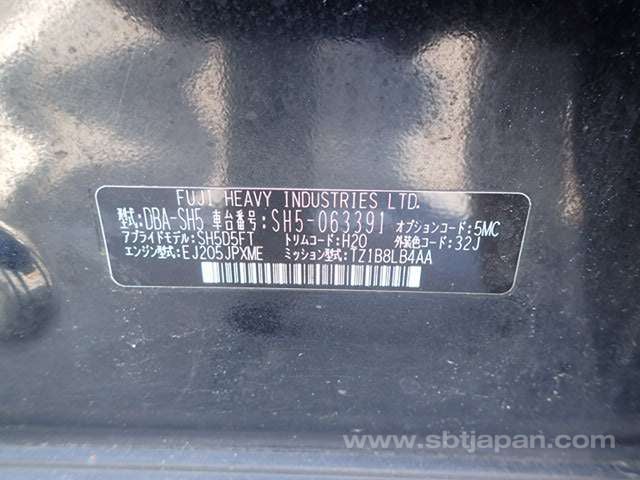 FUJI HEAVY INDUSTRIES LTD.
型式:DBA-SH5 車台番号:SH5-063391 オプションコード:5MC
アプライドモデル:SH5D5FT トリムコード:H20 外装色コード:32J
エンジン型式:EJ205JPXME ミッション型式:TZ1B8LB4AA
www.sbtjapan.com